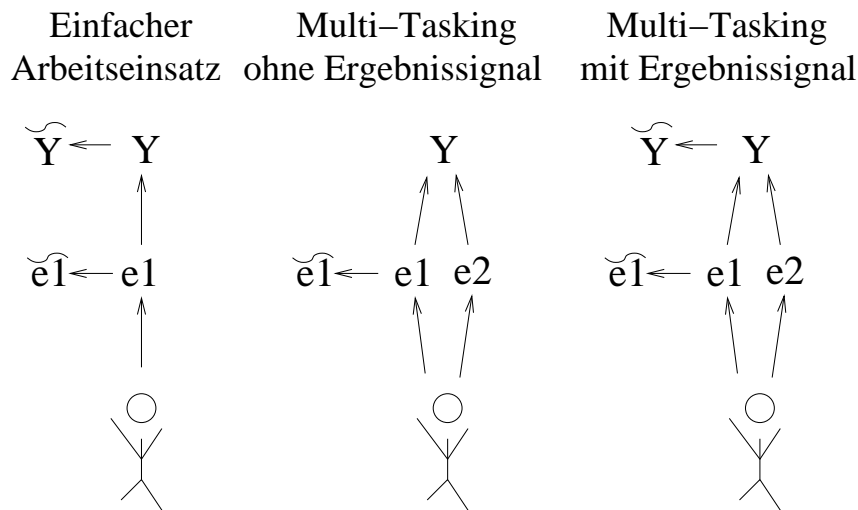 Einfacher
Arbeitseinsatz
Multi−Tasking
ohne Ergebnissignal
Multi−Tasking
mit Ergebnissignal
Ỹ Y
Y
Ỹ Y
ẽ1 e1
ẽ1 e1 e2
ẽ1 e1 e2